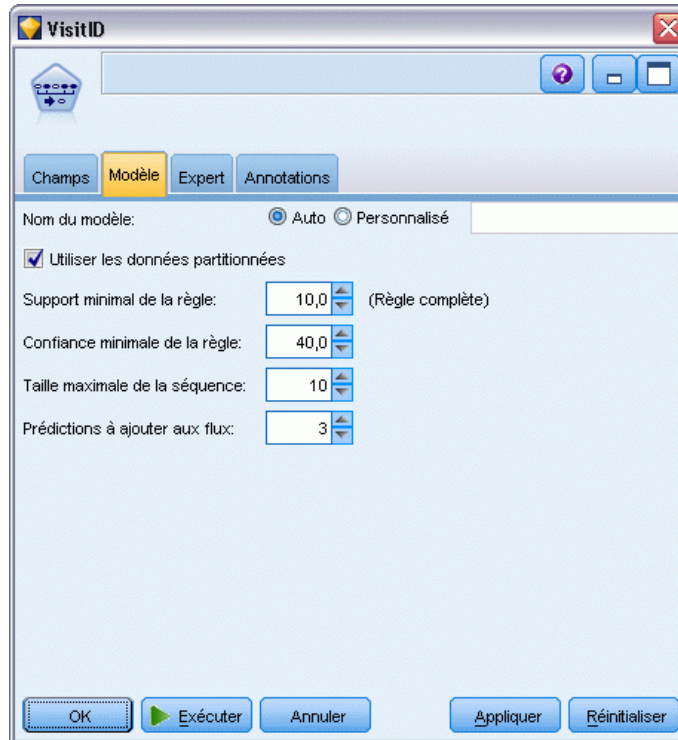 VisitID
?
Champs Modèle Expert Annotations
Nom du modèle: Auto Personnalisé
Utiliser les données partitionnées
Support minimal de la règle: 10,0 (Règle complète)
Confiance minimale de la règle: 40,0
Taille maximale de la séquence: 10
Prédictions à ajouter aux flux: 3
OK Exécuter Annuler Appliquer Réinitialiser